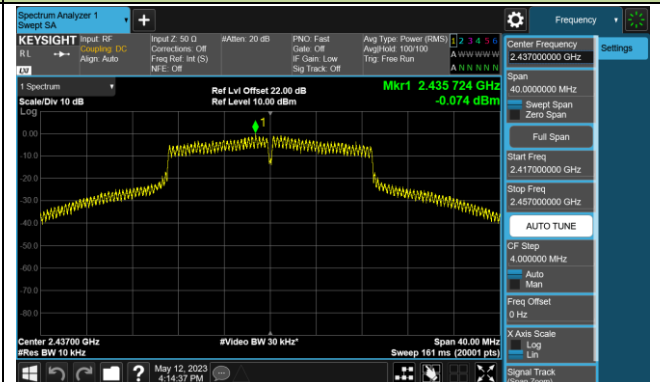 Spectrum Analyzer 1
Swept SA
+
Frequency
KEYSIGHT
RL
LXI
Input: RF
Coupling: DC
Align: Auto
Input Z: 50 Ω
Corrections: Off
Freq Ref: Int (S)
NFE: Off
#Atten: 20 dB
PNO: Fast
Gate: Off
IF Gain: Low
Sig Track: Off
Avg Type: Power (RMS)
Avg|Hold: 100/100
Trig: Free Run
1 2 3 4 5 6
A W W W W W
A N N N N N
Settings
Center Frequency
2.437000000 GHz
Span
40.0000000 MHz
Swept Span
Zero Span
Full Span
Start Freq
2.417000000 GHz
Stop Freq
2.457000000 GHz
AUTO TUNE
CF Step
4.000000 MHz
Auto
Man
Freq Offset
0 Hz
X Axis Scale
Log
Lin
Signal Track
(Span Zoom)
1 Spectrum
Scale/Div 10 dB
Log
Ref Lvl Offset 22.00 dB
Ref Level 10.00 dBm
Mkr1 2.435 724 GHz
-0.074 dBm
1
0.00
-10.0
-20.0
-30.0
-40.0
-50.0
-60.0
-70.0
-80.0
Center 2.43700 GHz
#Res BW 10 kHz
#Video BW 30 kHz*
Span 40.00 MHz
Sweep 161 ms (20001 pts)
?
May 12, 2023
4:14:37 PM